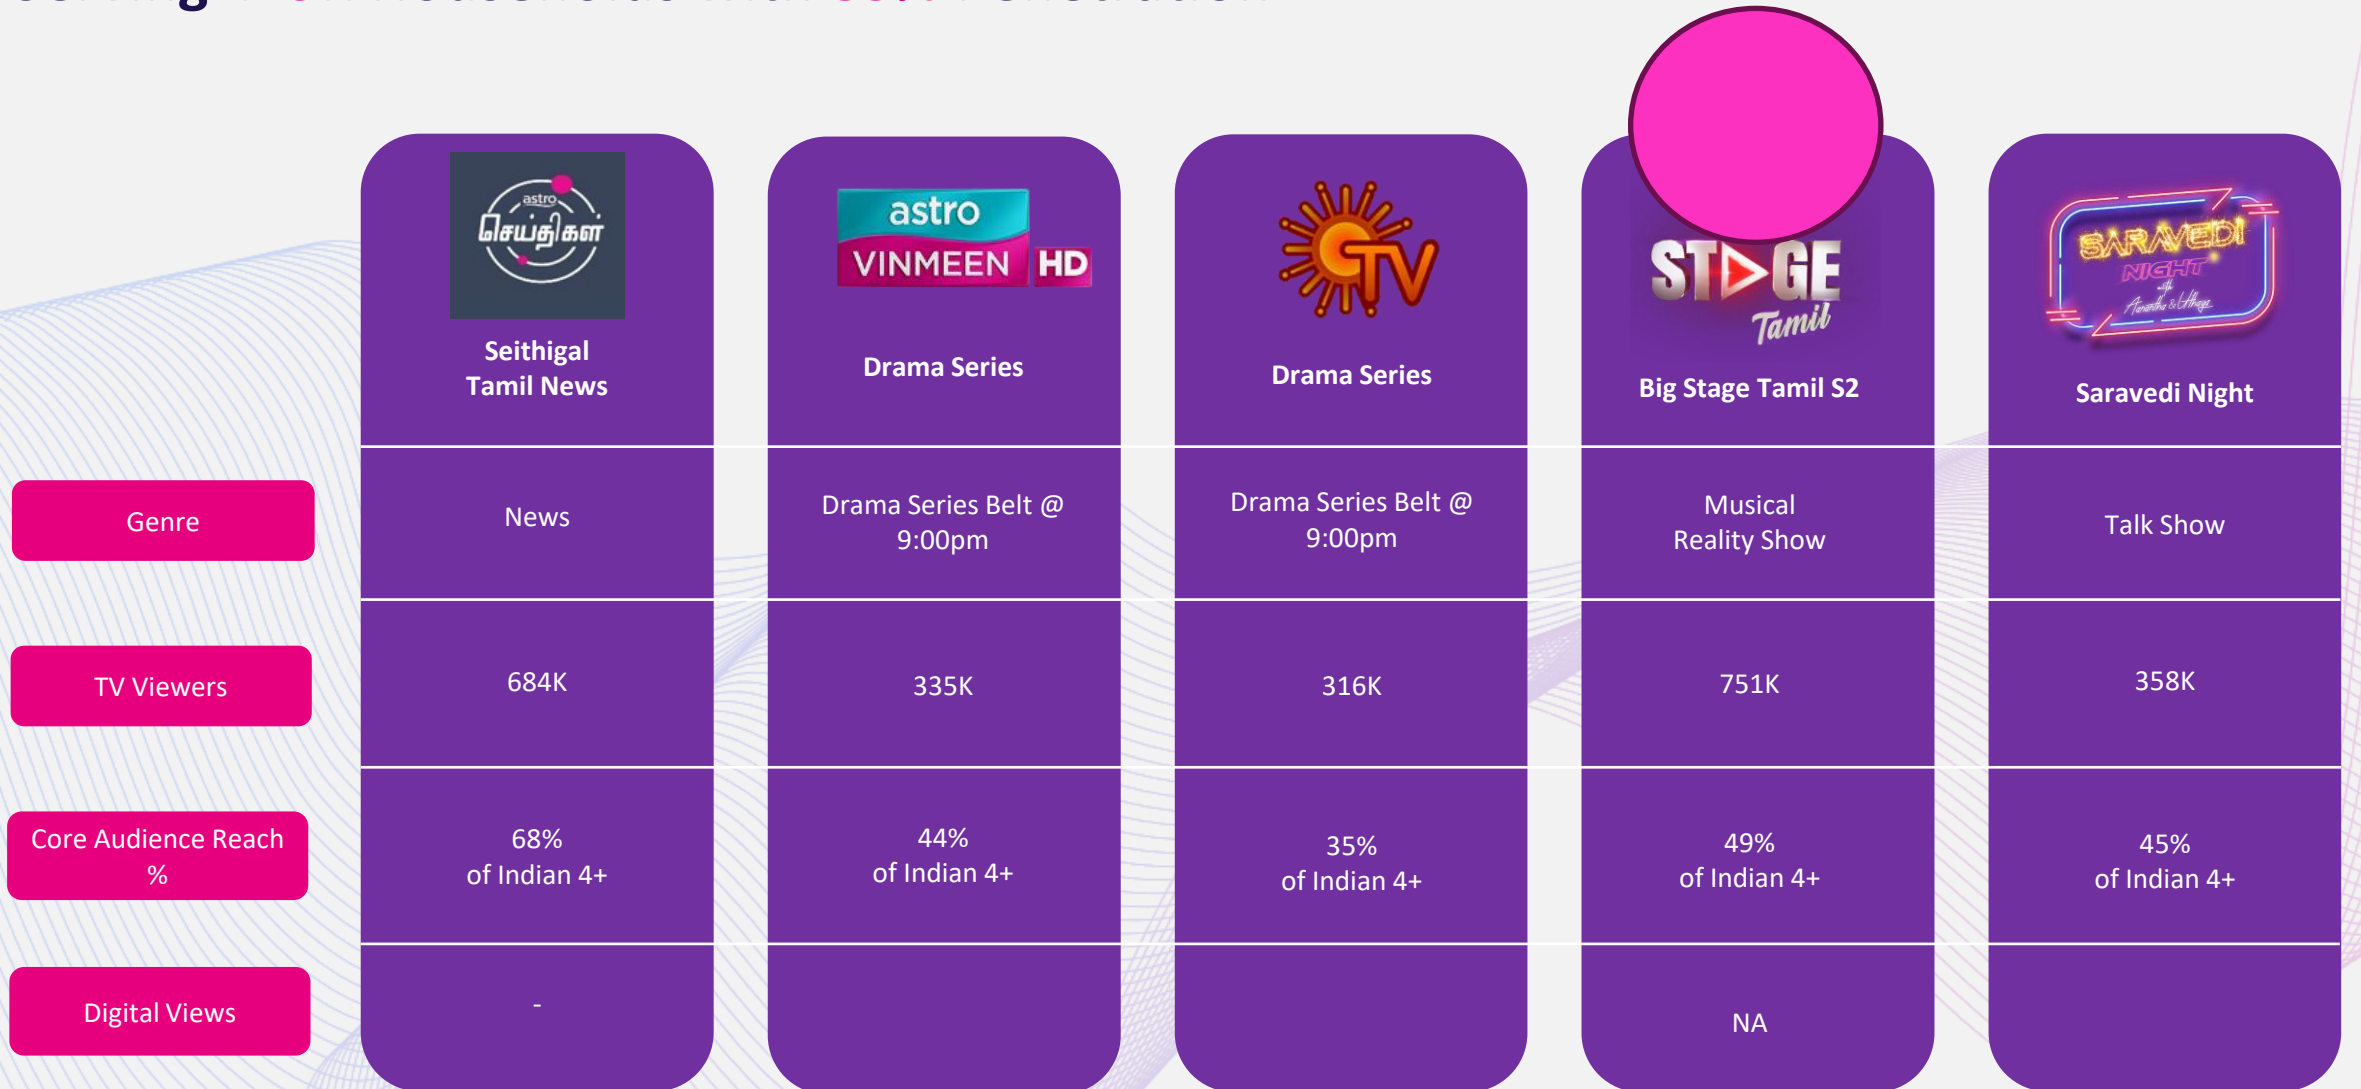 astro
செய்திகள்
Seithigal
Tamil News
astro
VINMEEN HD
Drama Series
TV
Drama Series
STAGE
Tamil
Big Stage Tamil S2
SARAVEDI
NIGHT
with
Aanantha & Uthaya
Saravedi Night
Genre
News
Drama Series Belt @
9:00pm
Drama Series Belt @
9:00pm
Musical
Reality Show
Talk Show
TV Viewers
684K
335K
316K
751K
358K
Core Audience Reach
%
68%
of Indian 4+
44%
of Indian 4+
35%
of Indian 4+
49%
of Indian 4+
45%
of Indian 4+
Digital Views
-
NA